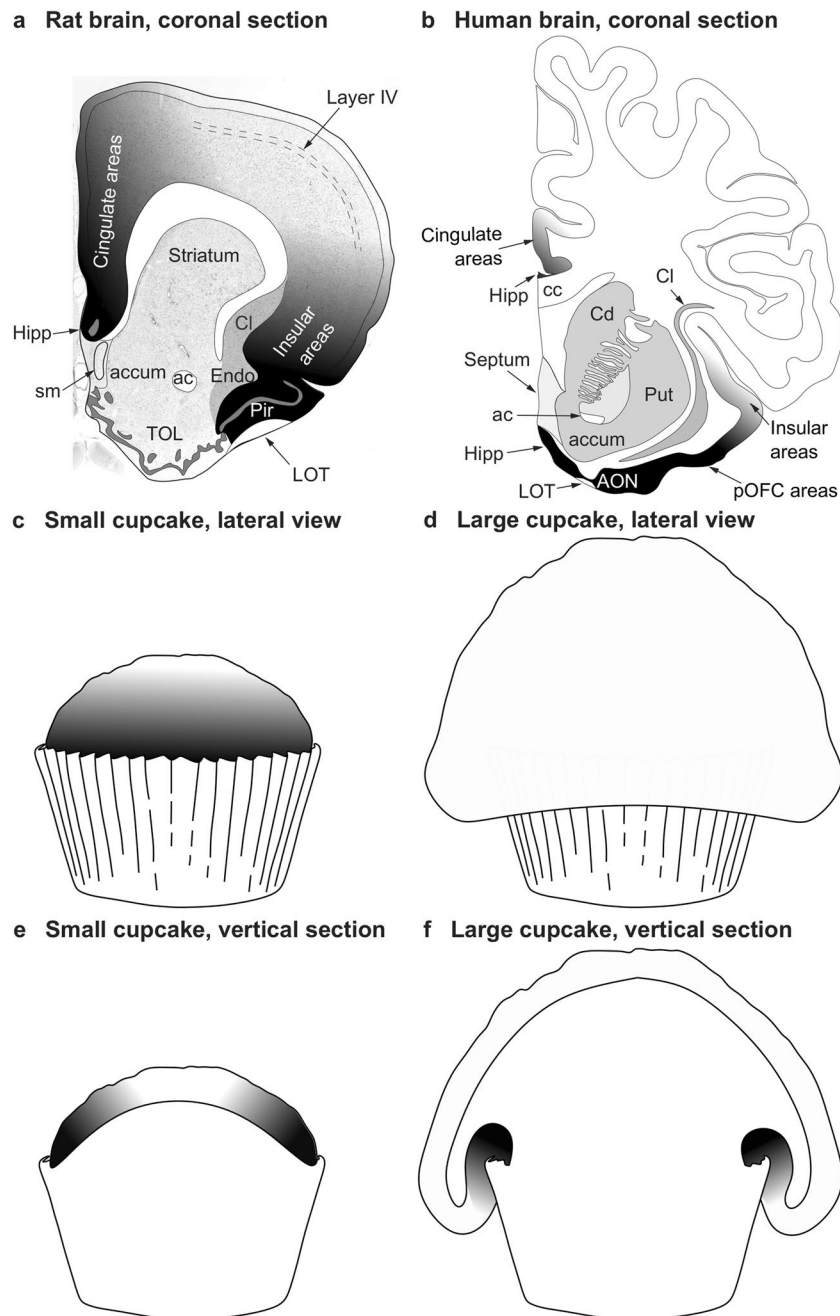 a Rat brain, coronal section
Layer IV
Cingulate areas
Striatum
Cl
Insular
areas
Hipp
sm
accum
ac
Endo
Pir
TOL
LOT
b Human brain, coronal section
Cingulate
areas
Hipp
cc
Cl
Cd
Septum
Put
ac
accum
Insular
areas
Hipp
LOT
AON
pOFC areas
c Small cupcake, lateral view
d Large cupcake, lateral view
e Small cupcake, vertical section
f Large cupcake, vertical section